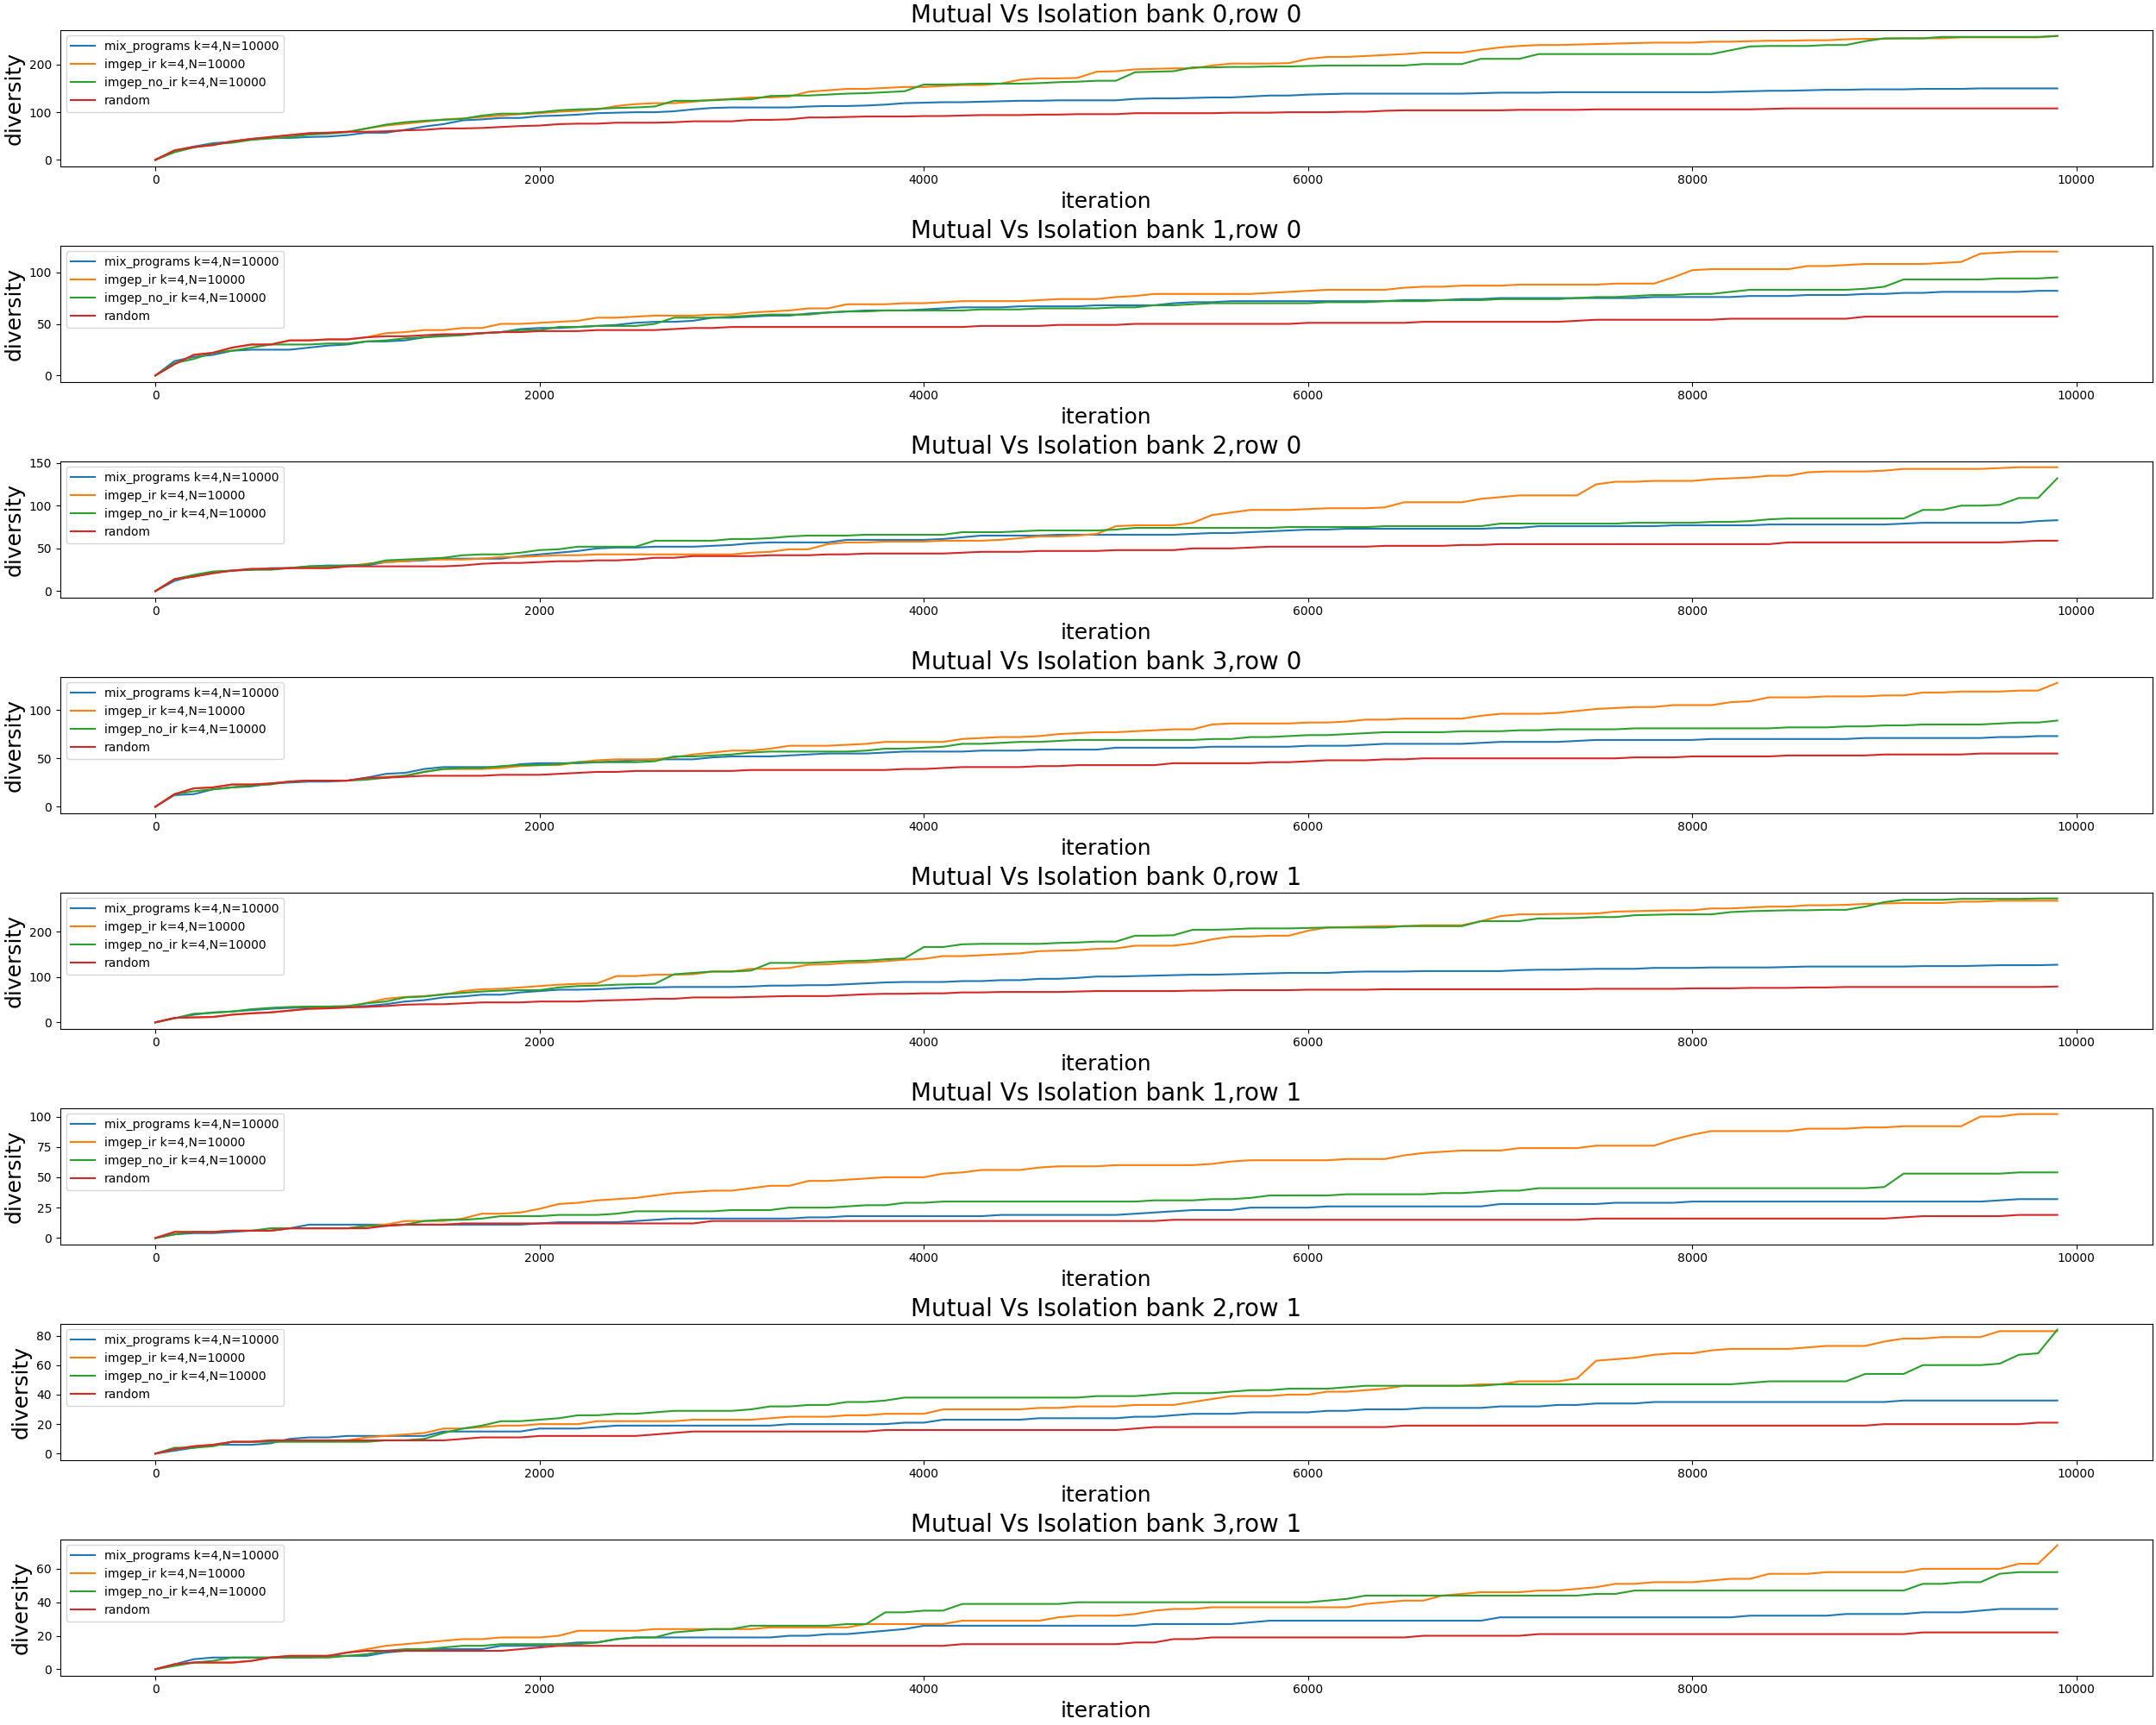 Mutual Vs Isolation bank 0,row 0
diversity
200
100
0
mix_programs k=4,N=10000
imgep_ir k=4,N=10000
imgep_no_ir k=4,N=10000
random
0 2000 4000 6000 8000 10000
iteration
Mutual Vs Isolation bank 1,row 0
diversity
100
50
0
mix_programs k=4,N=10000
imgep_ir k=4,N=10000
imgep_no_ir k=4,N=10000
random
0 2000 4000 6000 8000 10000
iteration
Mutual Vs Isolation bank 2,row 0
diversity
150
100
50
0
mix_programs k=4,N=10000
imgep_ir k=4,N=10000
imgep_no_ir k=4,N=10000
random
0 2000 4000 6000 8000 10000
iteration
Mutual Vs Isolation bank 3,row 0
diversity
100
50
0
mix_programs k=4,N=10000
imgep_ir k=4,N=10000
imgep_no_ir k=4,N=10000
random
0 2000 4000 6000 8000 10000
iteration
Mutual Vs Isolation bank 0,row 1
diversity
200
100
0
mix_programs k=4,N=10000
imgep_ir k=4,N=10000
imgep_no_ir k=4,N=10000
random
0 2000 4000 6000 8000 10000
iteration
Mutual Vs Isolation bank 1,row 1
diversity
100
75
50
25
0
mix_programs k=4,N=10000
imgep_ir k=4,N=10000
imgep_no_ir k=4,N=10000
random
0 2000 4000 6000 8000 10000
iteration
Mutual Vs Isolation bank 2,row 1
diversity
80
60
40
20
0
mix_programs k=4,N=10000
imgep_ir k=4,N=10000
imgep_no_ir k=4,N=10000
random
0 2000 4000 6000 8000 10000
iteration
Mutual Vs Isolation bank 3,row 1
diversity
60
40
20
0
mix_programs k=4,N=10000
imgep_ir k=4,N=10000
imgep_no_ir k=4,N=10000
random
0 2000 4000 6000 8000 10000
iteration